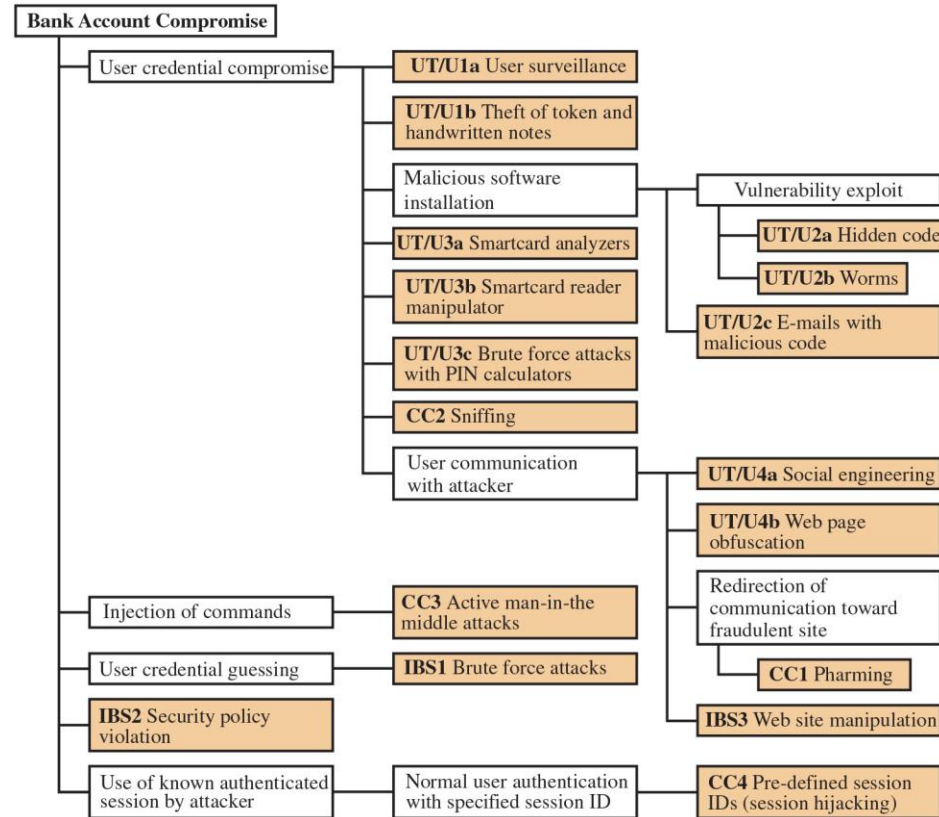 Bank Account Compromise
User credential compromise
UT/U1a User surveillance
UT/U1b Theft of token and
handwritten notes
Malicious software
installation
Vulnerability exploit
UT/U2a Hidden code
UT/U2b Worms
UT/U2c E-mails with
malicious code
UT/U3a Smartcard analyzers
UT/U3b Smartcard reader
manipulator
UT/U3c Brute force attacks
with PIN calculators
CC2 Sniffing
User communication
with attacker
UT/U4a Social engineering
UT/U4b Web page
obfuscation
Redirection of
communication toward
fraudulent site
CC1 Pharming
IBS3 Web site manipulation
Injection of commands
CC3 Active man-in-the
middle attacks
User credential guessing
IBS1 Brute force attacks
IBS2 Security policy
violation
Use of known authenticated
session by attacker
Normal user authentication
with specified session ID
CC4 Pre-defined session
IDs (session hijacking)